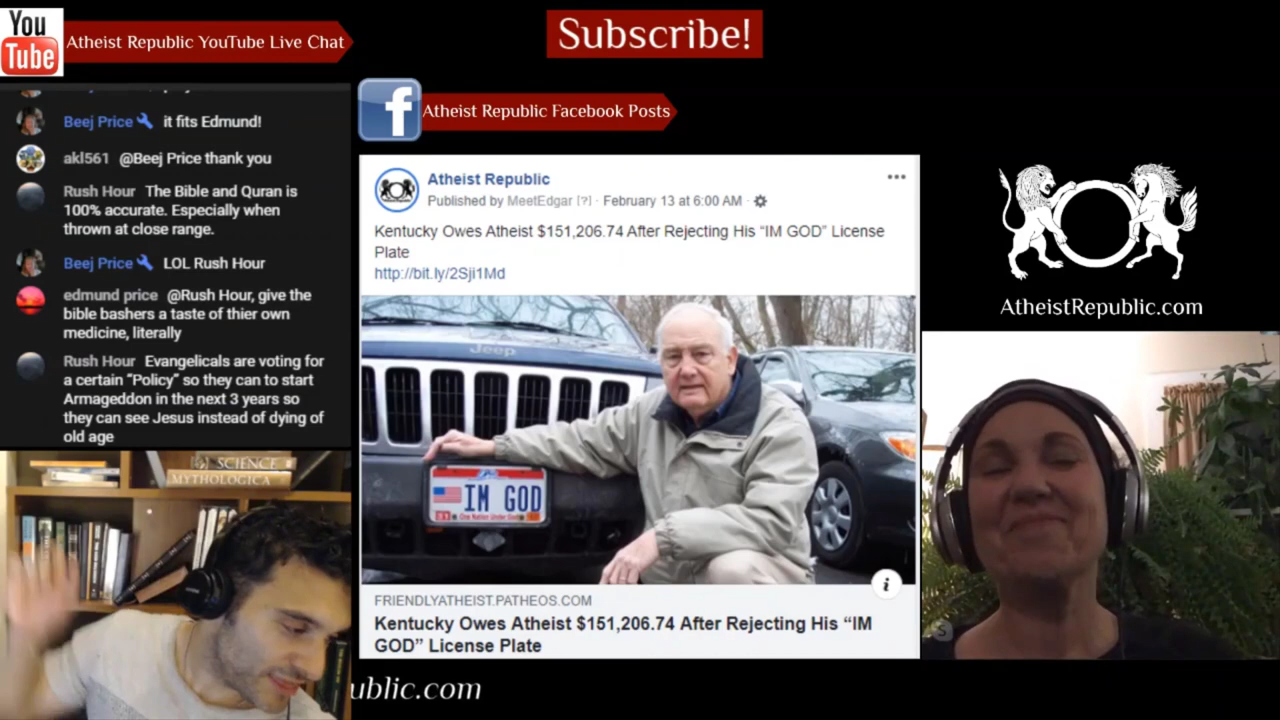 You
Tube
Atheist Republic YouTube Live Chat
Subscribe!
Beej Price it fits Edmund!
akl561 @Beej Price thank you
Rush Hour The Bible and Quran is
100% accurate. Especially when
thrown at close range.
Beej Price LOL Rush Hour
edmund price @Rush Hour, give the
bible bashers a taste of thier own
medicine, literally
Rush Hour Evangelicals are voting for
a certain “Policy” so they can to start
Armageddon in the next 3 years so
they can see Jesus instead of dying of
old age
f
Atheist Republic Facebook Posts
Atheist Republic
Published by MeetEdgar [?] · February 13 at 6:00 AM ·
Kentucky Owes Atheist $151,206.74 After Rejecting His “IM GOD” License
Plate
http://bit.ly/2Sji1Md
Jeep
IM GOD
One Nation Under God
i
FRIENDLYATHEIST.PATHEOS.COM
Kentucky Owes Atheist $151,206.74 After Rejecting His “IM
GOD” License Plate
AtheistRepublic.com
SCIENCE
MYTHOLOGICA
S
ublic.com